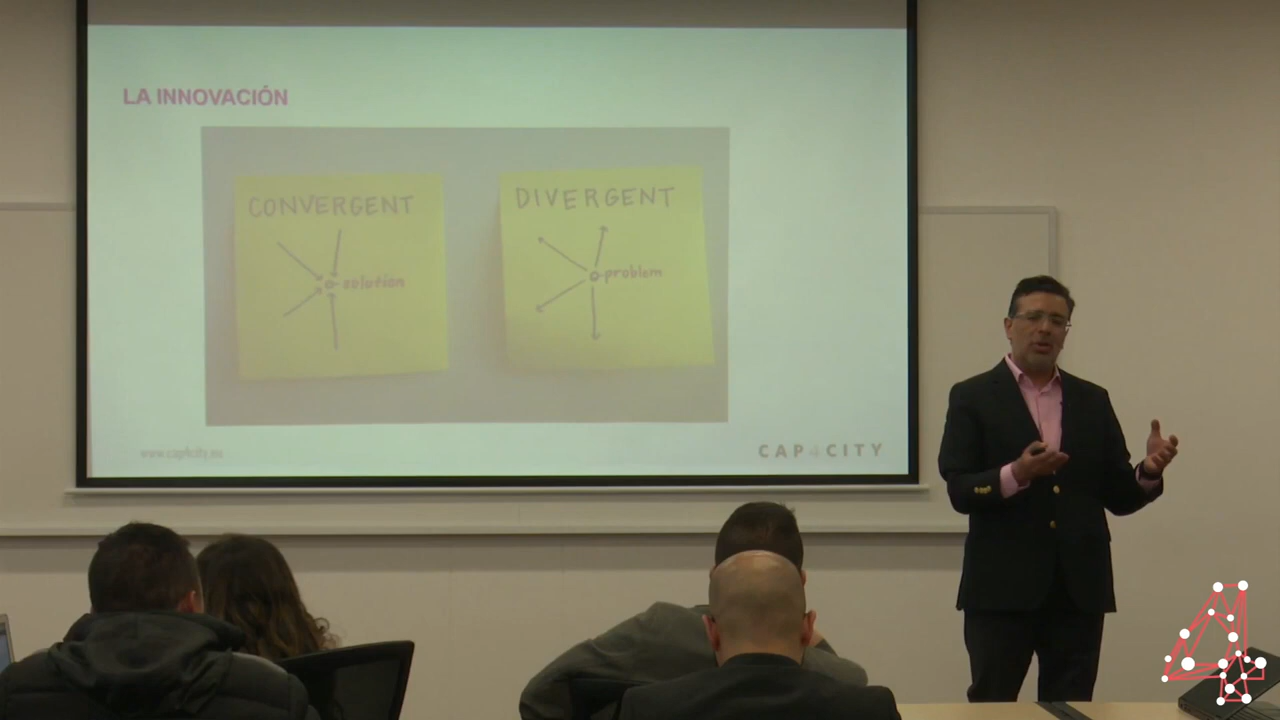 LA INNOVACIÓN
CONVERGENT
solution
DIVERGENT
problem
www.cap4city.eu
CAP4CITY